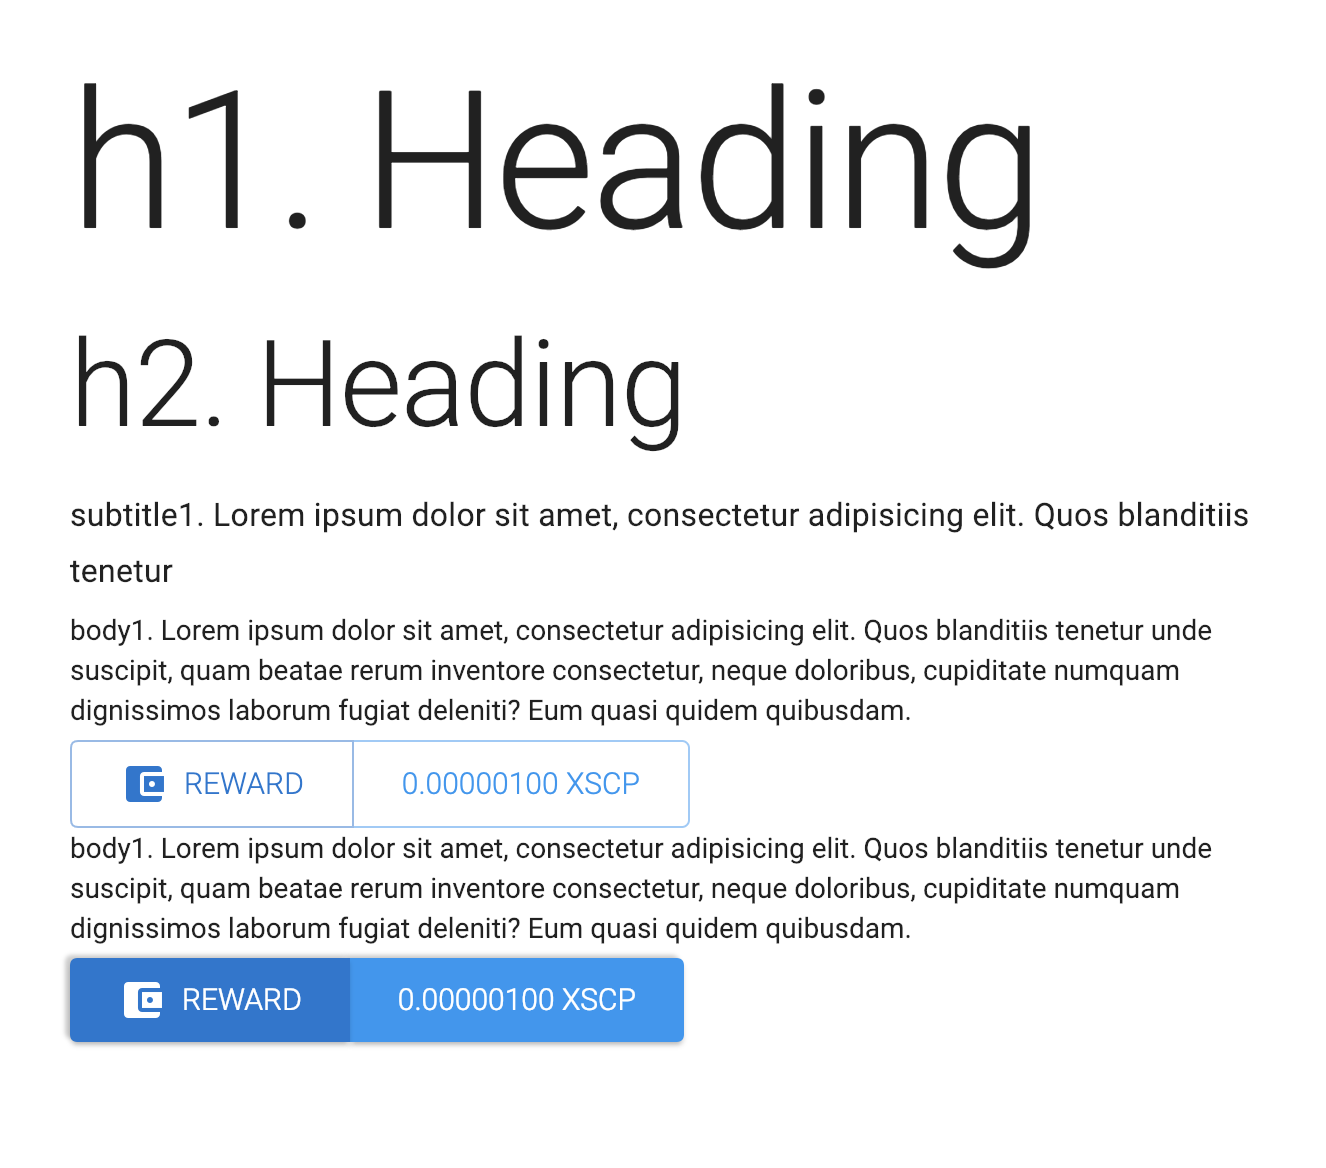 h1. Heading
h2. Heading
subtitle1. Lorem ipsum dolor sit amet, consectetur adipisicing elit. Quos blanditiis
tenetur
body1. Lorem ipsum dolor sit amet, consectetur adipisicing elit. Quos blanditiis tenetur unde
suscipit, quam beatae rerum inventore consectetur, neque doloribus, cupiditate numquam
dignissimos laborum fugiat deleniti? Eum quasi quidem quibusdam.
REWARD 0.00000100 XSCP
body1. Lorem ipsum dolor sit amet, consectetur adipisicing elit. Quos blanditiis tenetur unde
suscipit, quam beatae rerum inventore consectetur, neque doloribus, cupiditate numquam
dignissimos laborum fugiat deleniti? Eum quasi quidem quibusdam.
REWARD 0.00000100 XSCP